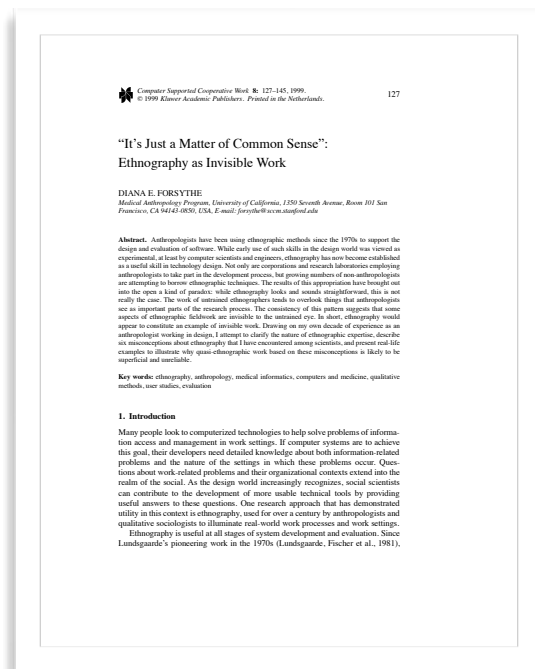 Computer Supported Cooperative Work 8: 127–145, 1999.
© 1999 Kluwer Academic Publishers. Printed in the Netherlands.
127
“It’s Just a Matter of Common Sense”:
Ethnography as Invisible Work
DIANA E. FORSYTHE
Medical Anthropology Program, University of California, 1350 Seventh Avenue, Room 101 San
Francisco, CA 94143-0850, USA, E-mail: forsythe@sccm.stanford.edu
Abstract. Anthropologists have been using ethnographic methods since the 1970s to support the
design and evaluation of software. While early use of such skills in the design world was viewed as
experimental, at least by computer scientists and engineers, ethnography has now become established
as a useful skill in technology design. Not only are corporations and research laboratories employing
anthropologists to take part in the development process, but growing numbers of non-anthropologists
are attempting to borrow ethnographic techniques. The results of this appropriation have brought out
into the open a kind of paradox: while ethnography looks and sounds straightforward, this is not
really the case. The work of untrained ethnographers tends to overlook things that anthropologists
see as important parts of the research process. The consistency of this pattern suggests that some
aspects of ethnographic fieldwork are invisible to the untrained eye. In short, ethnography would
appear to constitute an example of invisible work. Drawing on my own decade of experience as an
anthropologist working in design, I attempt to clarify the nature of ethnographic expertise, describe
six misconceptions about ethnography that I have encountered among scientists, and present real-life
examples to illustrate why quasi-ethnographic work based on these misconceptions is likely to be
superficial and unreliable.
Key words: ethnography, anthropology, medical informatics, computers and medicine, qualitative
methods, user studies, evaluation
1. Introduction
Many people look to computerized technologies to help solve problems of informa-
tion access and management in work settings. If computer systems are to achieve
this goal, their developers need detailed knowledge about both information-related
problems and the nature of the settings in which these problems occur. Ques-
tions about work-related problems and their organizational contexts extend into the
realm of the social. As the design world increasingly recognizes, social scientists
can contribute to the development of more usable technical tools by providing
useful answers to these questions. One research approach that has demonstrated
utility in this context is ethnography, used for over a century by anthropologists and
qualitative sociologists to illuminate real-world work processes and work settings.
Ethnography is useful at all stages of system development and evaluation. Since
Lundsgaarde’s pioneering work in the 1970s (Lundsgaarde, Fischer et al., 1981),